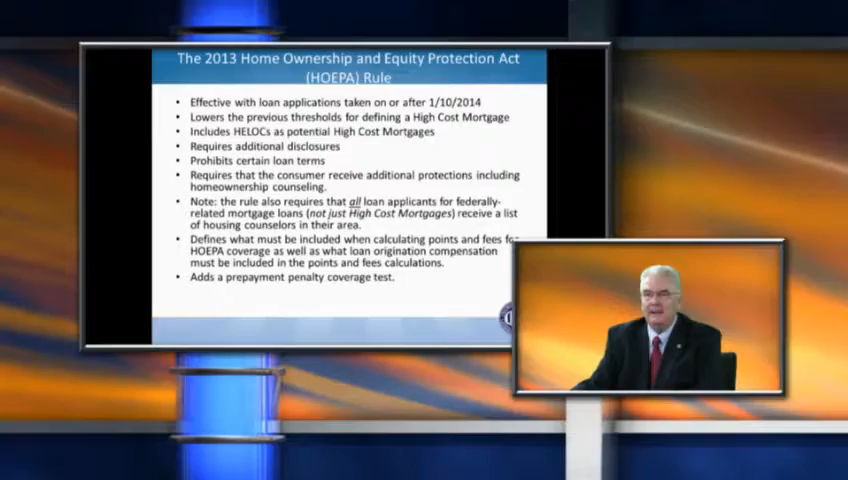 The 2013 Home Ownership and Equity Protection Act
(HOEPA) Rule
• Effective with loan applications taken on or after 1/10/2014
• Lowers the previous thresholds for defining a High Cost Mortgage
• Includes HELOCs as potential High Cost Mortgages
• Requires additional disclosures
• Prohibits certain loan terms
• Requires that the consumer receive additional protections including
homeownership counseling.
• Note: the rule also requires that all loan applicants for federally-
related mortgage loans (not just High Cost Mortgages) receive a list
of housing counselors in their area.
• Defines what must be included when calculating points and fees for
HOEPA coverage as well as what loan origination compensation
must be included in the points and fees calculations.
• Adds a prepayment penalty coverage test.